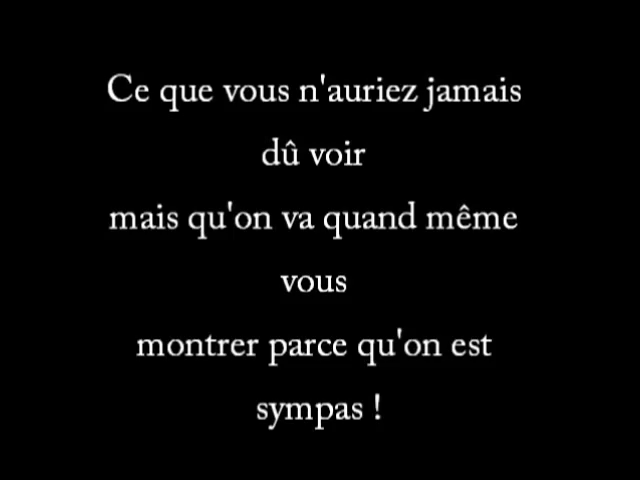 Ce que vous n'auriez jamais
dû voir
mais qu'on va quand même
vous
montrer parce qu'on est
sympas !